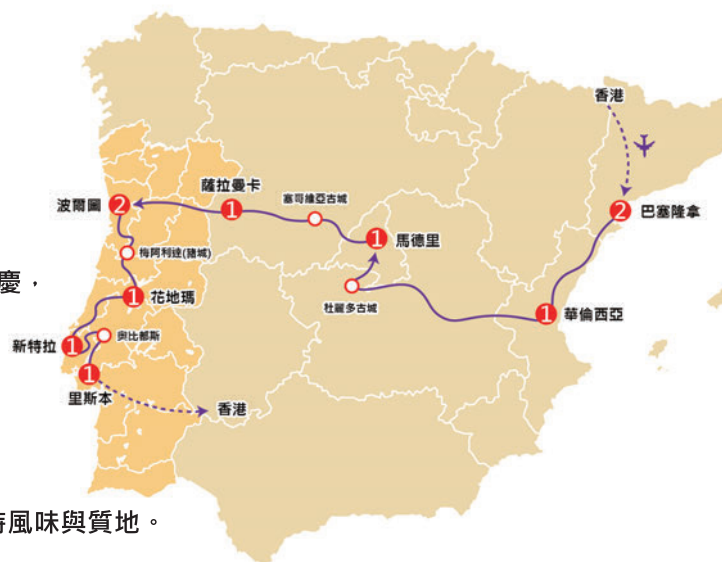 香港
薩拉曼卡
塞哥維亞古城
波爾圖
2
1
馬德里
1
2
巴塞隆拿
梅阿利達(豬城)
慶，
1
花地瑪
杜麗多古城
1
華倫西亞
新特拉
1
奧比都斯
1
里斯本
香港
風味與質地。